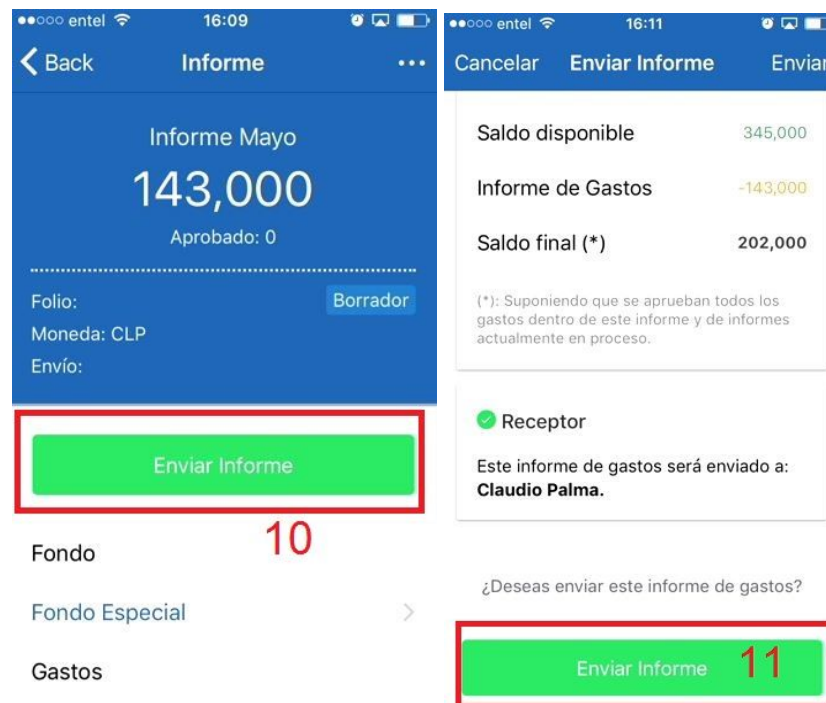 entel 16:09
Back Informe ...
Informe Mayo
143,000
Aprobado: 0
Folio: Borrador
Moneda: CLP
Envío:
Enviar Informe
10
Fondo
Fondo Especial
Gastos
entel 16:11
Cancelar Enviar Informe Enviar
Saldo disponible 345,000
Informe de Gastos -143,000
Saldo final (*) 202,000
(*): Suponiendo que se aprueban todos los
gastos dentro de este informe y de informes
actualmente en proceso.
Receptor
Este informe de gastos será enviado a:
Claudio Palma.
¿Deseas enviar este informe de gastos?
Enviar Informe 11